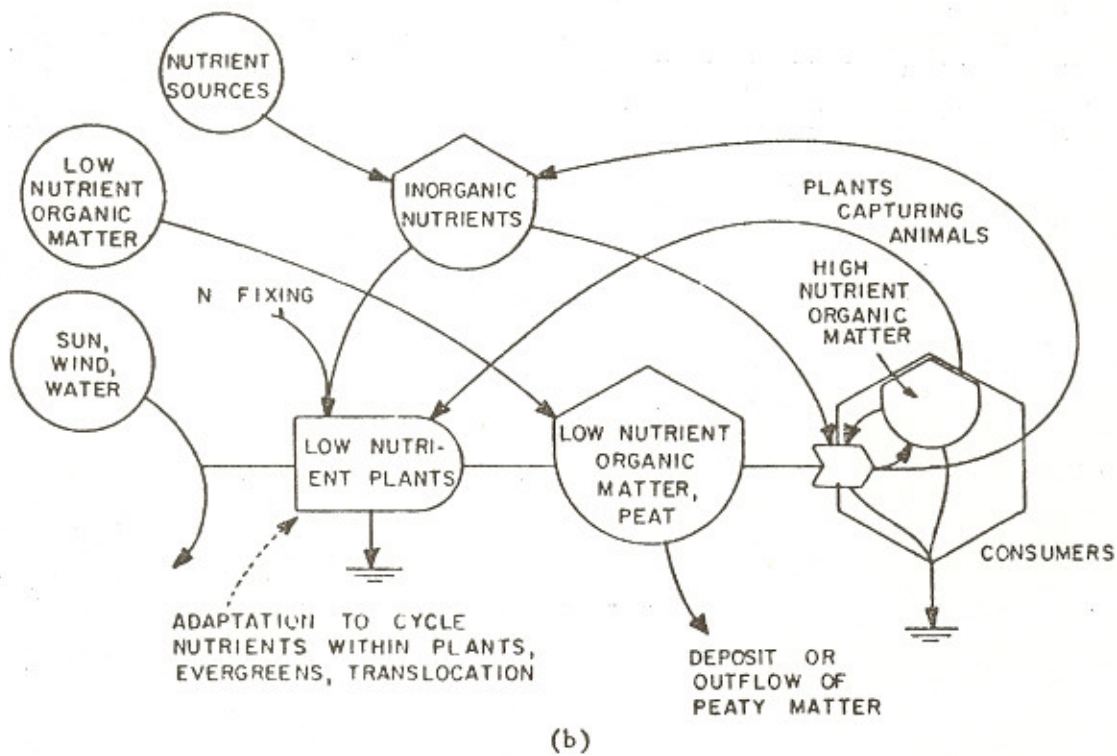 NUTRIENT
SOURCES
LOW
NUTRIENT
ORGANIC
MATTER
INORGANIC
NUTRIENTS
PLANTS
CAPTURING
ANIMALS
N FIXING
HIGH
NUTRIENT
ORGANIC
MATTER
SUN,
WIND,
WATER
LOW NUTRI-
ENT PLANTS
LOW NUTRIENT
ORGANIC
MATTER,
PEAT
CONSUMERS
ADAPTATION TO CYCLE
NUTRIENTS WITHIN PLANTS,
EVERGREENS, TRANSLOCATION
DEPOSIT OR
OUTFLOW OF
PEATY MATTER
(b)